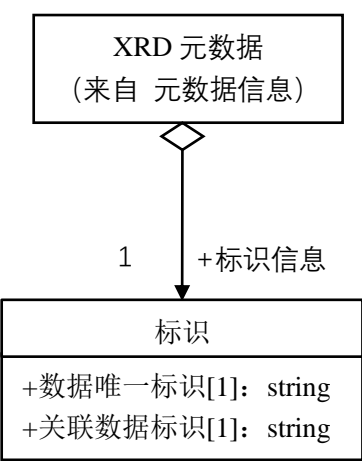 XRD 元数据
（来自 元数据信息）
1 +标识信息
标识
+数据唯一标识[1]：string
+关联数据标识[1]：string